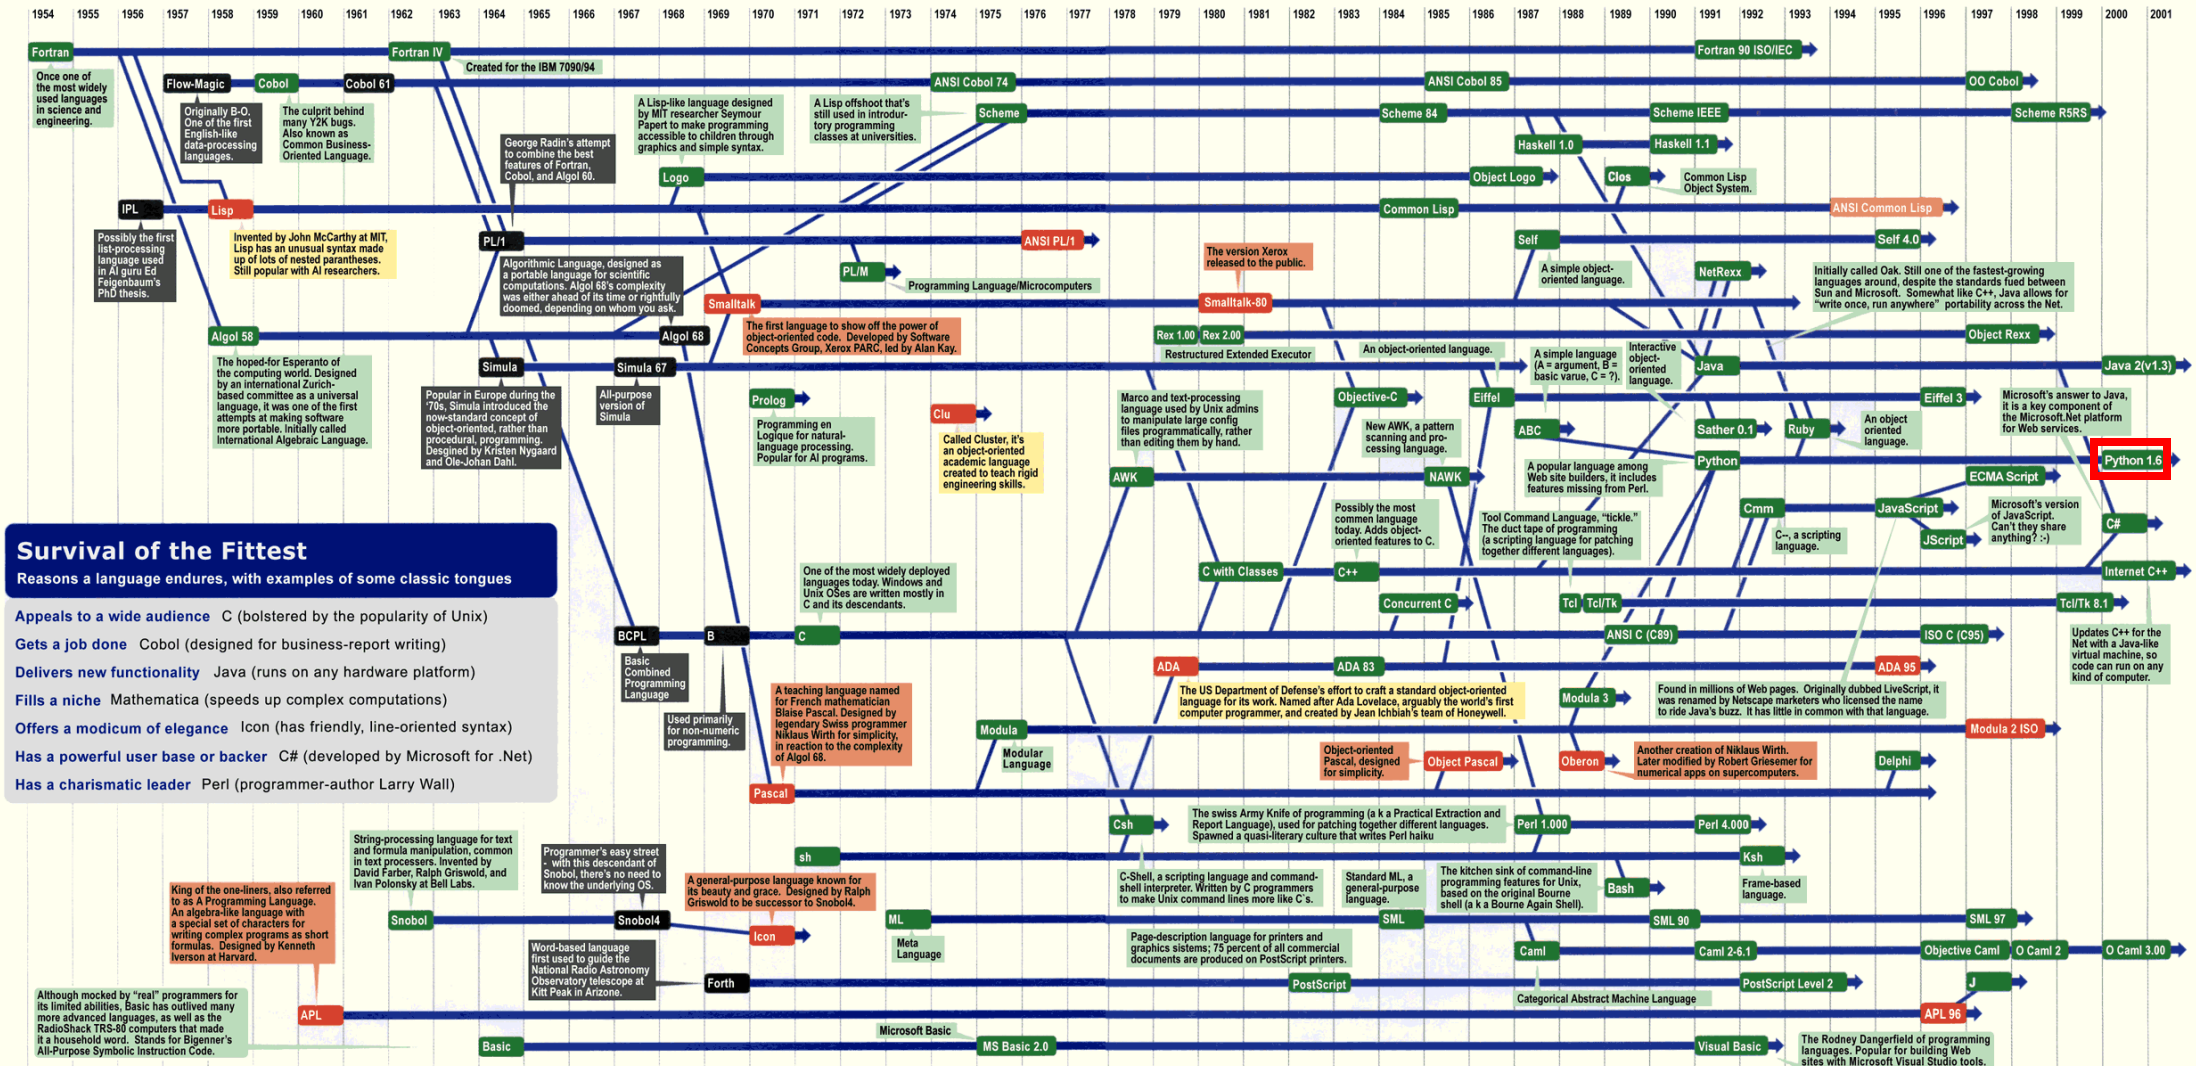 1954 1955 1956 1957 1958 1959 1960 1961 1962 1963 1964 1965 1966 1967 1968 1969 1970 1971 1972 1973 1974 1975 1976 1977 1978 1979 1980 1981 1982 1983 1984 1985 1986 1987 1988 1989 1990 1991 1992 1993 1994 1995 1996 1997 1998 1999 2000 2001
Fortran
Fortran IV
Fortran 90 ISO/IEC
Once one of
the most widely
used languages
in science and
engineering.
Created for the IBM 7090/94
Flow-Magic
Cobol
Cobol 61
ANSI Cobol 74
ANSI Cobol 85
OO Cobol
Originally B-O.
One of the first
English-like
data-processing
languages.
The culprit behind
many Y2K bugs.
Also known as
Common Business-
Oriented Language.
A Lisp-like language designed
by MIT researcher Seymour
Papert to make programming
accessible to children through
graphics and simple syntax.
A Lisp offshoot that's
still used in introdur-
tory programming
classes at universities.
Scheme
Scheme 84
Scheme IEEE
Scheme R5RS
George Radin's attempt
to combine the best
features of Fortran,
Cobol, and Algol 60.
Haskell 1.0
Haskell 1.1
Logo
Object Logo
Clos
Common Lisp
Object System.
IPL
Lisp
Common Lisp
ANSI Common Lisp
Possibly the first
list-processing
language used
in AI guru Ed
Feigenbaum's
PhD thesis.
Invented by John McCarthy at MIT,
Lisp has an unusual syntax made
up of lots of nested parantheses.
Still popular with AI researchers.
PL/1
ANSI PL/1
Self
Self 4.0
Algorithmic Language, designed as
a portable language for scientific
computations. Algol 68's complexity
was either ahead of its time or rightfully
doomed, depending on whom you ask.
PL/M
Programming Language/Microcomputers
The version Xerox
released to the public.
A simple object-
oriented language.
NetRexx
Initially called Oak. Still one of the fastest-growing
languages around, despite the standards fued between
Sun and Microsoft. Somewhat like C++, Java allows for
“write once, run anywhere” portability across the Net.
Smalltalk
Smalltalk-80
The first language to show off the power of
object-oriented code. Developed by Software
Concepts Group, Xerox PARC, led by Alan Kay.
Algol 58
Algol 68
Rex 1.00
Rex 2.00
Object Rexx
Restructured Extended Executor
The hoped-for Esperanto of
the computing world. Designed
by an international Zurich-
based committee as a universal
language, it was one of the first
attempts at making software
more portable. Initially called
International Algebraic Language.
Simula
Simula 67
An object-oriented language.
A simple language
(A = argument, B =
basic varue, C = ?).
Interactive
object-
oriented
language.
Java
Java 2(v1.3)
Popular in Europe during the
‘70s, Simula introduced the
now-standard concept of
object-oriented, rather than
procedural, programming.
Desgined by Kristen Nygaard
and Ole-Johan Dahl.
All-purpose
version of
Simula
Prolog
Programming en
Logique for natural-
language processing.
Popular for AI programs.
Clu
Called Cluster, it's
an object-oriented
academic language
created to teach rigid
engineering skills.
Marco and text-processing
language used by Unix admins
to manipulate large config
files programmatically, rather
than editing them by hand.
Objective-C
Eiffel
Eiffel 3
New AWK, a pattern
scanning and pro-
cessing language.
ABC
Sather 0.1
Ruby
An object
oriented
language.
Microsoft's answer to Java,
it is a key component of
the Microsoft.Net platform
for Web services.
AWK
NAWK
A popular language among
Web site builders, it includes
features missing from Perl.
Python
Python 1.6
ECMA Script
Possibly the most
commen language
today. Adds object-
oriented features to C.
Tool Command Language, “tickle.”
The duct tape of programming
(a scripting language for patching
together different languages).
Cmm
C--, a scripting
language.
JavaScript
JScript
Microsoft's version
of JavaScript.
Can't they share
anything? :-)
C#
Survival of the Fittest
Reasons a language endures, with examples of some classic tongues
Appeals to a wide audience C (bolstered by the popularity of Unix)
Gets a job done Cobol (designed for business-report writing)
Delivers new functionality Java (runs on any hardware platform)
Fills a niche Mathematica (speeds up complex computations)
Offers a modicum of elegance Icon (has friendly, line-oriented syntax)
Has a powerful user base or backer C# (developed by Microsoft for .Net)
Has a charismatic leader Perl (programmer-author Larry Wall)
One of the most widely deployed
languages today. Windows and
Unix OSes are written mostly in
C and its descendants.
C with Classes
C++
Internet C++
Concurrent C
Tcl
Tcl/Tk
Tcl/Tk 8.1
BCPL
B
C
ANSI C (C89)
ISO C (C95)
Basic
Combined
Programming
Language
Used primarily
for non-numeric
programming.
Updates C++ for the
Net with a Java-like
virtual machine, so
code can run on any
kind of computer.
ADA
ADA 83
ADA 95
The US Department of Defense's effort to craft a standard object-oriented
language for its work. Named after Ada Lovelace, arguably the world's first
computer programmer, and created by Jean Ichbiah's team of Honeywell.
A teaching language named
for French mathematician
Blaise Pascal. Designed by
legendary Swiss programmer
Niklaus Wirth for simplicity,
in reaction to the complexity
of Algol 68.
Modula 3
Found in millions of Web pages. Originally dubbed LiveScript, it
was renamed by Netscape marketers who licensed the name
to ride Java's buzz. It has little in common with that language.
Modula
Modular
Language
Modula 2 ISO
Object-oriented
Pascal, designed
for simplicity.
Object Pascal
Oberon
Another creation of Niklaus Wirth.
Later modified by Robert Griesemer for
numerical apps on supercomputers.
Delphi
Pascal
Csh
The swiss Army Knife of programming (a k a Practical Extraction and
Report Language), used for patching together different languages.
Spawned a quasi-literary culture that writes Perl haiku
Perl 1.000
Perl 4.000
String-processing language for text
and formula manipulation, common
in text processers. Invented by
David Farber, Ralph Griswold, and
Ivan Polonsky at Bell Labs.
Programmer's easy street
- with this descendant of
Snobol, there's no need to
know the underlying OS.
sh
Ksh
Frame-based
language.
King of the one-liners, also referred
to as A Programming Language.
An algebra-like language with
a special set of characters for
writing complex programs as short
formulas. Designed by Kenneth
Iverson at Harvard.
A general-purpose language known for
its beauty and grace. Designed by Ralph
Griswold to be successor to Snobol4.
C-Shell, a scripting language and command-
shell interpreter. Written by C programmers
to make Unix command lines more like C`s.
Standard ML, a
general-purpose
language.
The kitchen sink of command-line
programming features for Unix,
based on the original Bourne
shell (a k a Bourne Again Shell).
Bash
Snobol
Snobol4
Icon
ML
Meta
Language
SML
SML 90
SML 97
Word-based language
first used to guide the
National Radio Astronomy
Observatory telescope at
Kitt Peak in Arizone.
Page-description language for printers and
graphics sistems; 75 percent of all commercial
documents are produced on PostScript printers.
Caml
Caml 2-6.1
Objective Caml
O Caml 2
O Caml 3.00
Forth
PostScript
PostScript Level 2
J
Categorical Abstract Machine Language
Although mocked by “real” programmers for
its limited abilities, Basic has outlived many
more advanced languages, as well as the
RadioShack TRS-80 computers that made
it a household word. Stands for Bigenner's
All-Purpose Symbolic Instruction Code.
APL
APL 96
Microsoft Basic
Basic
MS Basic 2.0
Visual Basic
The Rodney Dangerfield of programming
languages. Popular for building Web
sites with Microsoft Visual Studio tools.